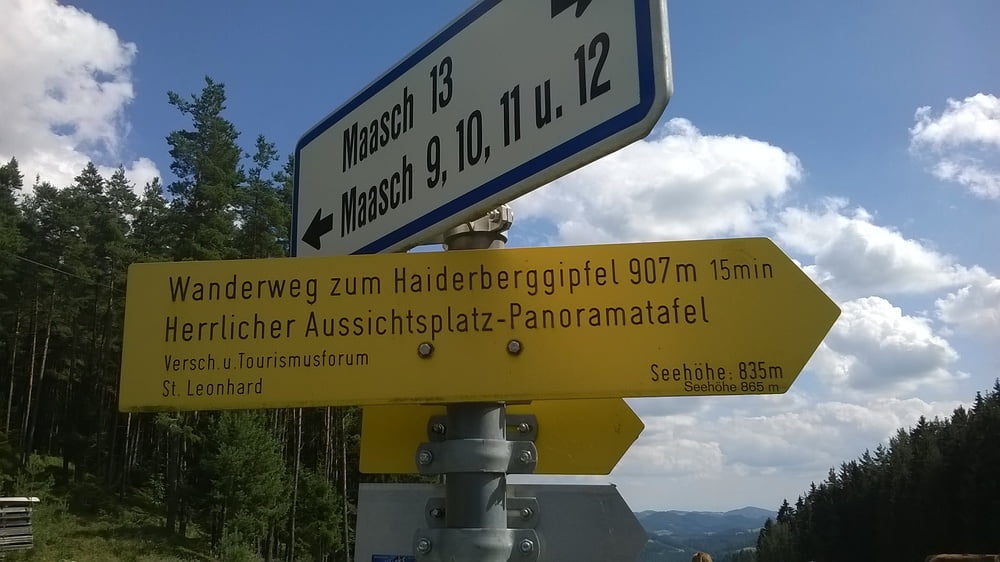 Maasch 13
Maasch 9, 10, 11 u. 12
Wanderweg zum Haiderberggipfel 907m 15min
Herrlicher Aussichtsplatz-Panoramatafel
Versch.u.Tourismusforum
St. Leonhard
Seehöhe: 835m
Seehöhe 865 m